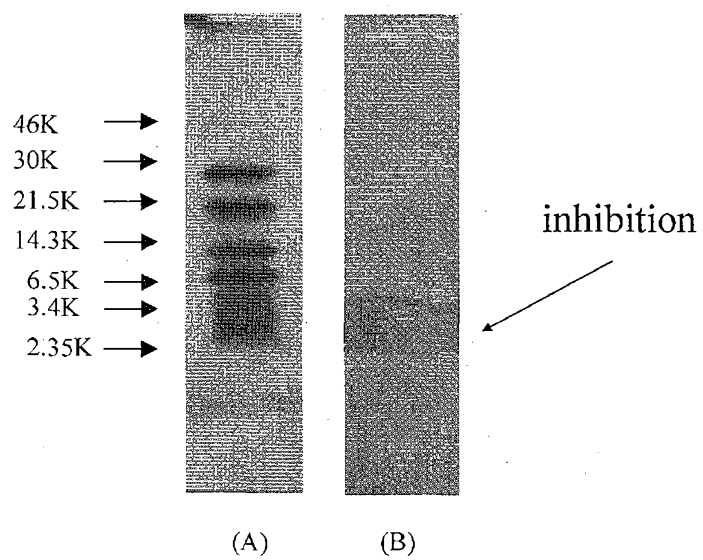 46K
30K
21.5K
14.3K
6.5K
3.4K
2.35K
inhibition
(A)
(B)